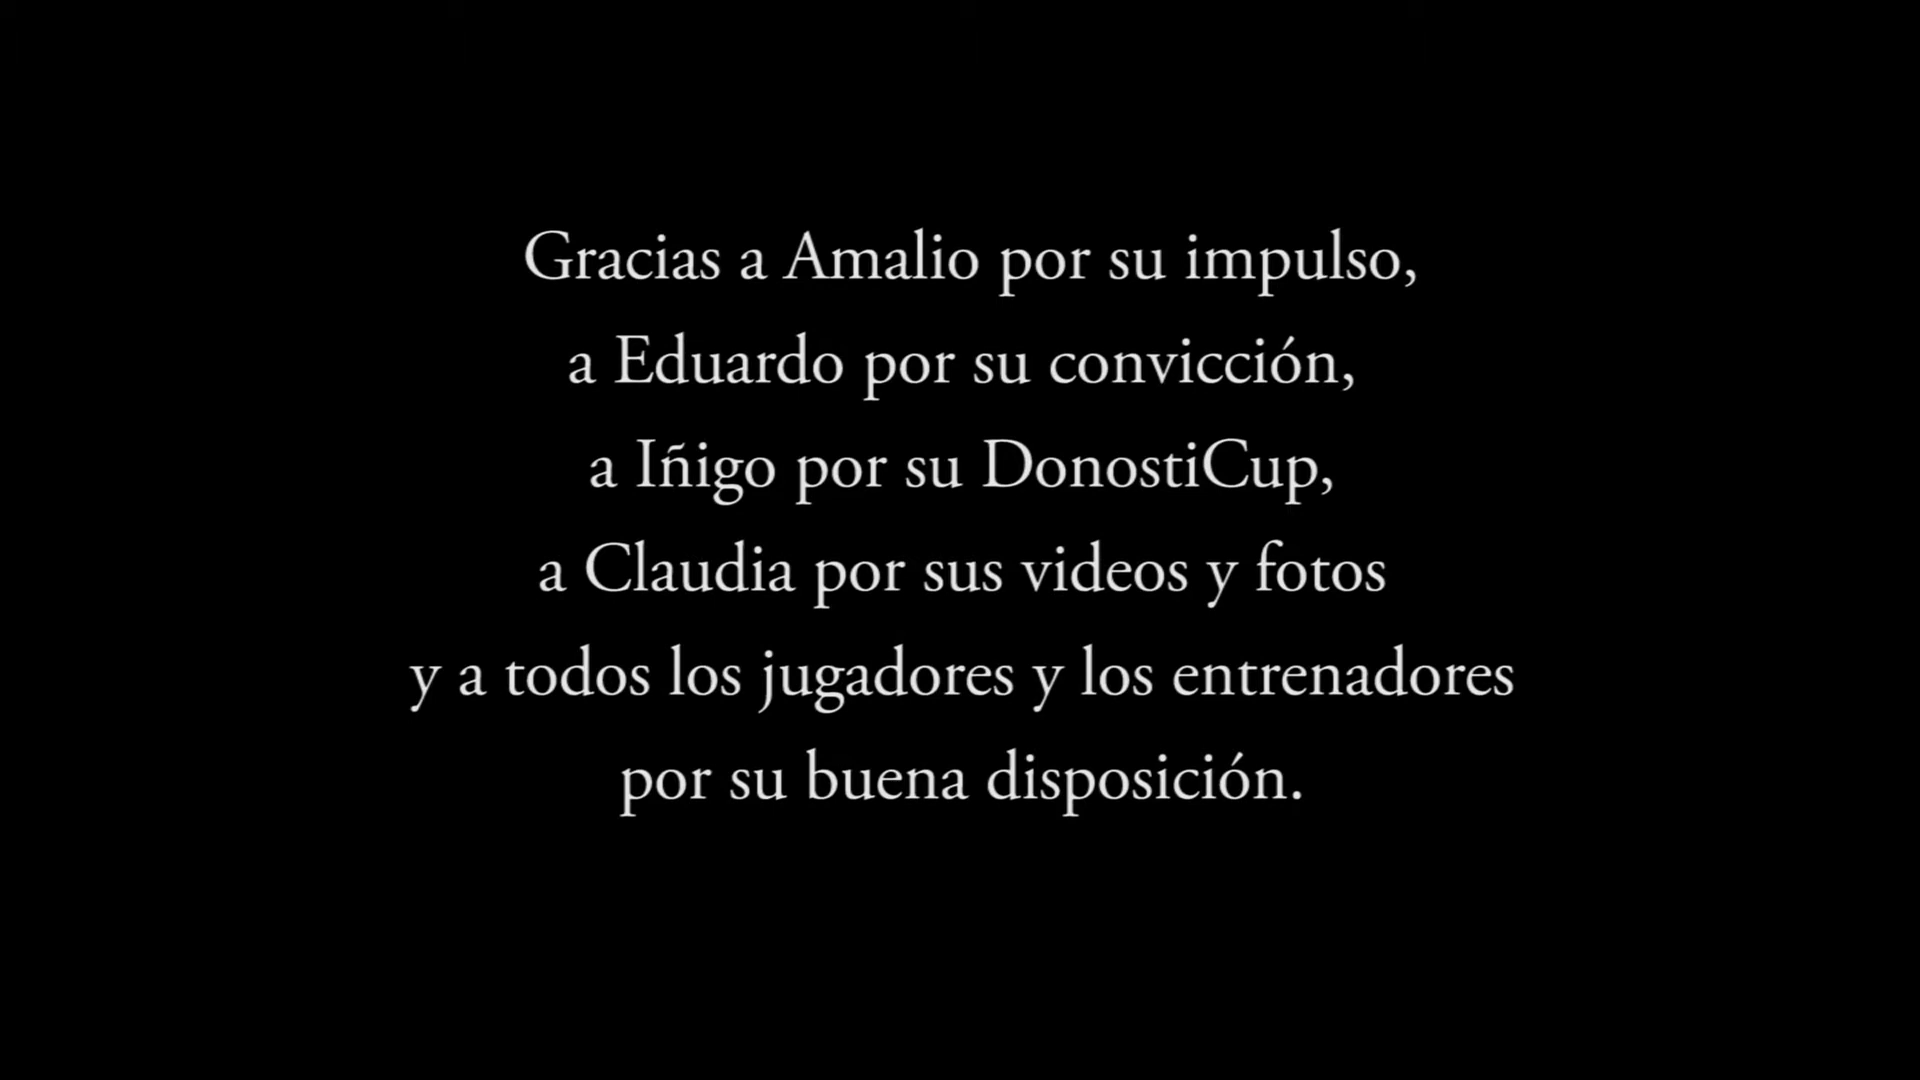 Gracias a Amalio por su impulso,
a Eduardo por su convicción,
a Iñigo por su DonostiCup,
a Claudia por sus videos y fotos
y a todos los jugadores y los entrenadores
por su buena disposición.